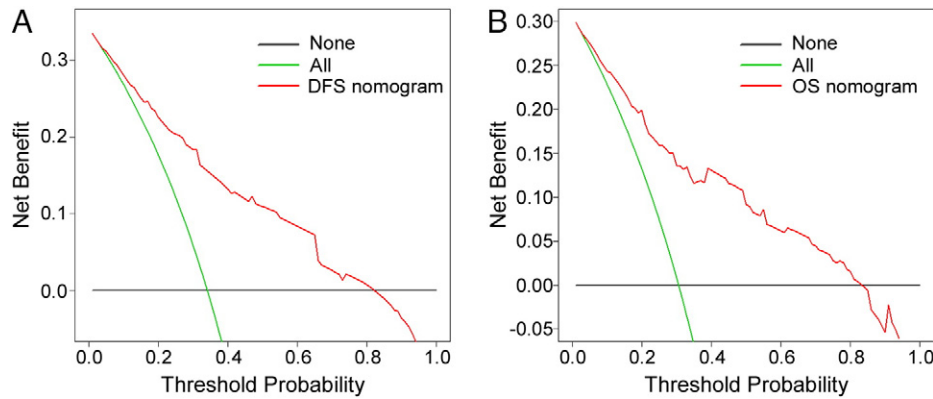 A
None
All
DFS nomogram
Net Benefit
0.3
0.2
0.1
0.0
0.0 0.2 0.4 0.6 0.8 1.0
Threshold Probability
B
None
All
OS nomogram
Net Benefit
0.30
0.25
0.20
0.15
0.10
0.05
0.00
-0.05
0.0 0.2 0.4 0.6 0.8 1.0
Threshold Probability